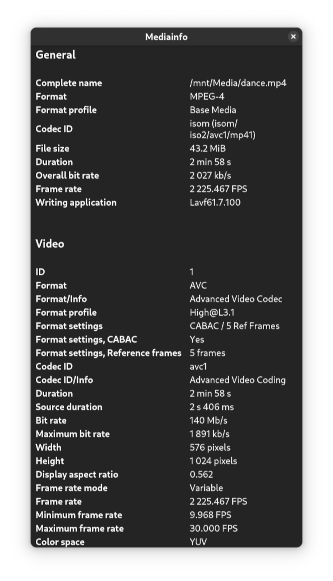 Mediainfo
General
Complete name /mnt/Media/dance.mp4
Format MPEG-4
Format profile Base Media
Codec ID isom (isom/
iso2/avc1/mp41)
File size 43.2 MiB
Duration 2 min 58 s
Overall bit rate 2 027 kb/s
Frame rate 2 225.467 FPS
Writing application Lavf61.7.100
Video
ID 1
Format AVC
Format/Info Advanced Video Codec
Format profile High@L3.1
Format settings CABAC / 5 Ref Frames
Format settings, CABAC Yes
Format settings, Reference frames 5 frames
Codec ID avc1
Codec ID/Info Advanced Video Coding
Duration 2 min 58 s
Source duration 2 s 406 ms
Bit rate 140 Mb/s
Maximum bit rate 1 891 kb/s
Width 576 pixels
Height 1 024 pixels
Display aspect ratio 0.562
Frame rate mode Variable
Frame rate 2 225.467 FPS
Minimum frame rate 9.968 FPS
Maximum frame rate 30.000 FPS
Color space YUV